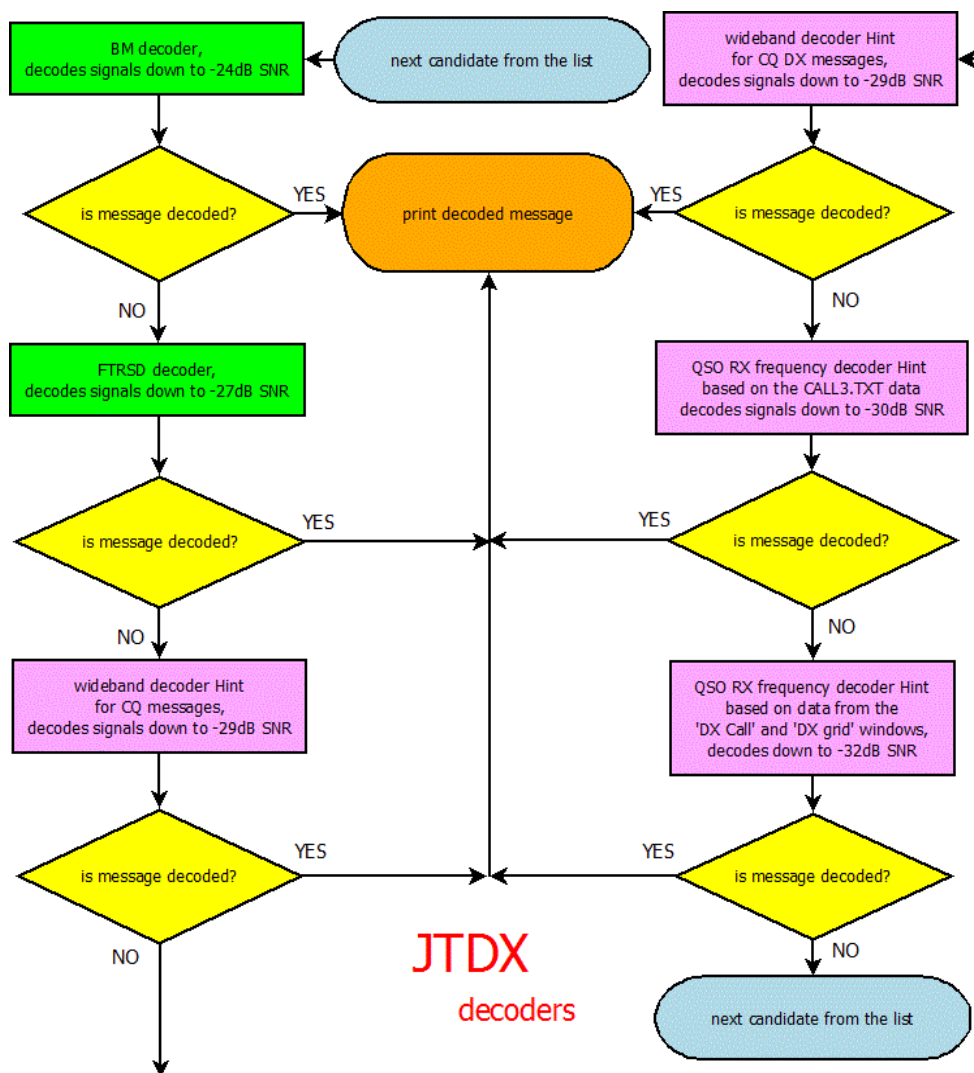 BM decoder,
decodes signals down to -24dB SNR
next candidate from the list
wideband decoder Hint
for CQ DX messages,
decodes signals down to -29dB SNR
is message decoded?
YES
print decoded message
YES
is message decoded?
NO
NO
FTRSD decoder,
decodes signals down to -27dB SNR
QSO RX frequency decoder Hint
based on the CALL3.TXT data
decodes signals down to -30dB SNR
is message decoded?
YES
YES
is message decoded?
NO
NO
wideband decoder Hint
for CQ messages,
decodes signals down to -29dB SNR
QSO RX frequency decoder Hint
based on data from the
'DX Call' and 'DX grid' windows,
decodes down to -32dB SNR
is message decoded?
YES
YES
is message decoded?
NO
NO
JTDX
decoders
next candidate from the list